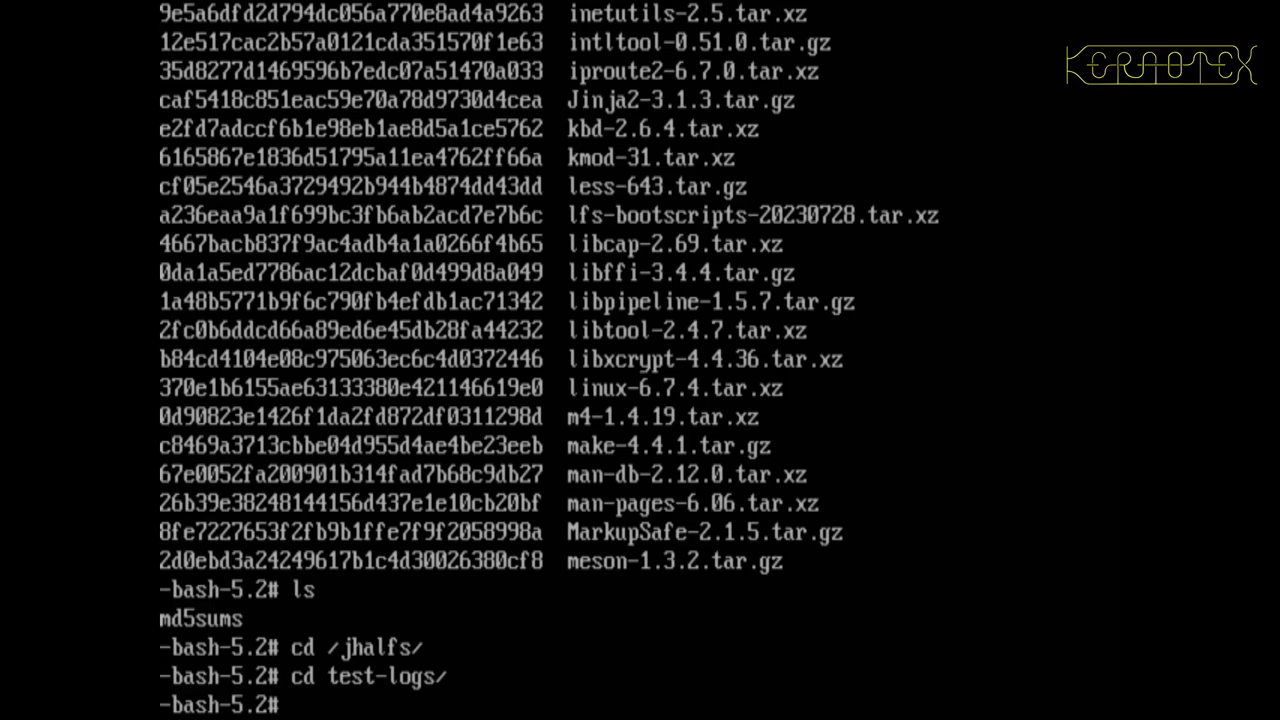 9e5a6dfd2d794dc056a770e8ad4a9263  inetutils-2.5.tar.xz
12e517cac2b57a0121cda351570f1e63  intltool-0.51.0.tar.gz
35d8277d1469596b7edc07a51470a033  iproute2-6.7.0.tar.xz
caf5418c851eac59e70a78d9730d4cea  Jinja2-3.1.3.tar.gz
e2fd7adccf6b1e98eb1ae8d5a1ce5762  kbd-2.6.4.tar.xz
6165867e1836d51795a11ea4762ff66a  kmod-31.tar.xz
cf05e2546a3729492b944b4874dd43dd  less-643.tar.gz
a236eaa9a1f699bc3fb6ab2acd7e7b6c  lfs-bootscripts-20230728.tar.xz
4667bacb837f9ac4adb4a1a0266f4b65  libcap-2.69.tar.xz
0da1a5ed7786ac12dcbaf0d499d8a049  libffi-3.4.4.tar.gz
1a48b5771b9f6c790fb4efdb1ac71342  libpipeline-1.5.7.tar.gz
2fc0b6ddcd66a89ed6e45db28fa44232  libtool-2.4.7.tar.xz
b84cd4104e08c975063ec6c4d0372446  libxcrypt-4.4.36.tar.xz
370e1b6155ae63133380e421146619e0  linux-6.7.4.tar.xz
0d90823e1426f1da2fd872df0311298d  m4-1.4.19.tar.xz
c8469a3713cbbe04d955d4ae4be23eeb  make-4.4.1.tar.gz
67e0052fa200901b314fad7b68c9db27  man-db-2.12.0.tar.xz
26b39e38248144156d437e1e10cb20bf  man-pages-6.06.tar.xz
8fe7227653f2fb9b1ffe7f9f2058998a  MarkupSafe-2.1.5.tar.gz
2d0ebd3a24249617b1c4d30026380cf8  meson-1.3.2.tar.gz
-bash-5.2# ls
md5sums
-bash-5.2# cd /jhalfs/
-bash-5.2# cd test-logs/
-bash-5.2#
KERNOTEX